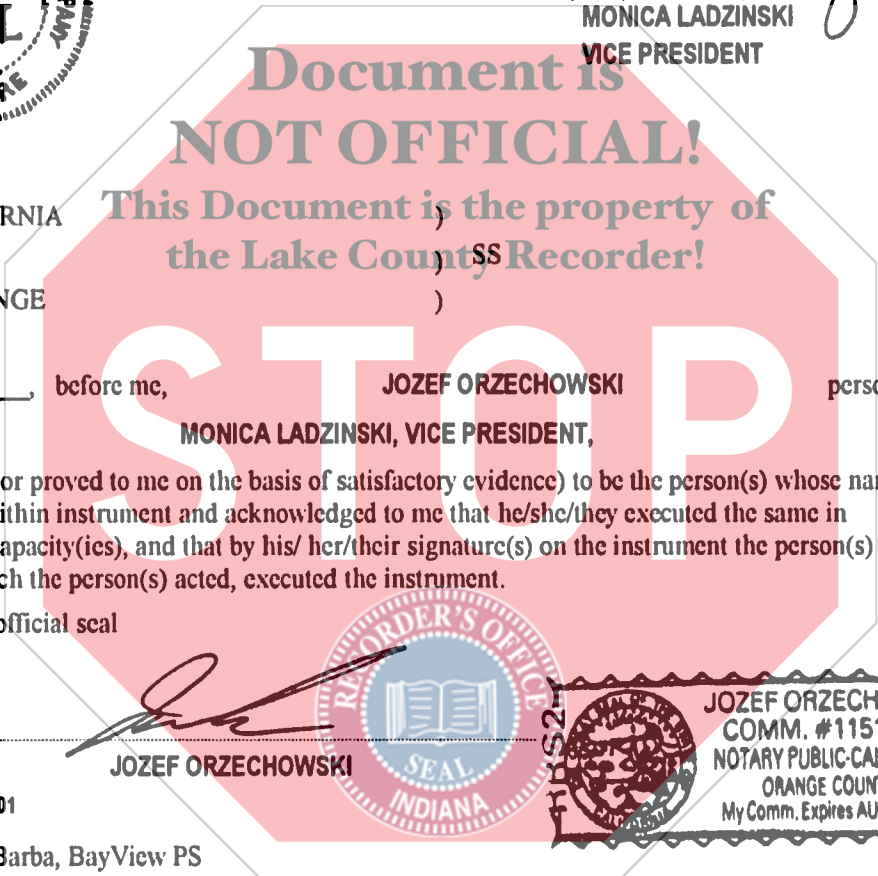 MONICA LADZINSKI
VICE PRESIDENT
Document is
NOT OFFICIAL!
This Document is the property of
the Lake County Recorder!
RNIA )
) SS
NGE )
STOP
, before me, JOZEF ORZECHOWSKI perso
MONICA LADZINSKI, VICE PRESIDENT,
or proved to me on the basis of satisfactory evidence) to be the person(s) whose nam
ithin instrument and acknowledged to me that he/she/they executed the same in
apacity(ies), and that by his/ her/their signature(s) on the instrument the person(s)
ch the person(s) acted, executed the instrument.
official seal
RECORDER'S OFFICE
SEAL
INDIANA
JOZEF ORZECHOWSKI
JOZEF ORZECH
COMM. #115
NOTARY PUBLIC-CAL
ORANGE COUNT
My Comm. Expires AU
01
Barba, BayView PS